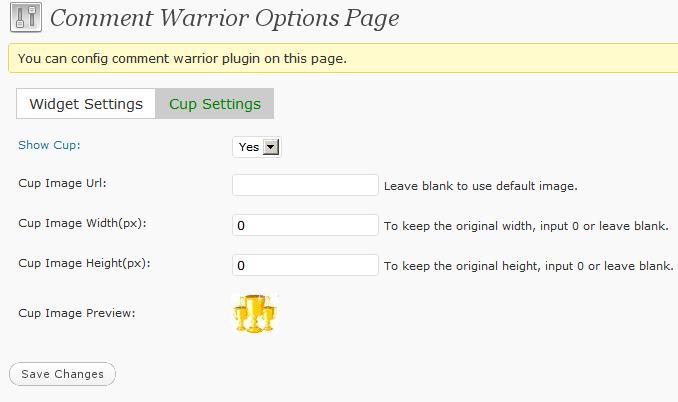 Comment Warrior Options Page
You can config comment warrior plugin on this page.
Widget Settings Cup Settings
Show Cup: Yes
Cup Image Url: Leave blank to use default image.
Cup Image Width(px): 0 To keep the original width, input 0 or leave blank.
Cup Image Height(px): 0 To keep the original height, input 0 or leave blank.
Cup Image Preview:
Save Changes